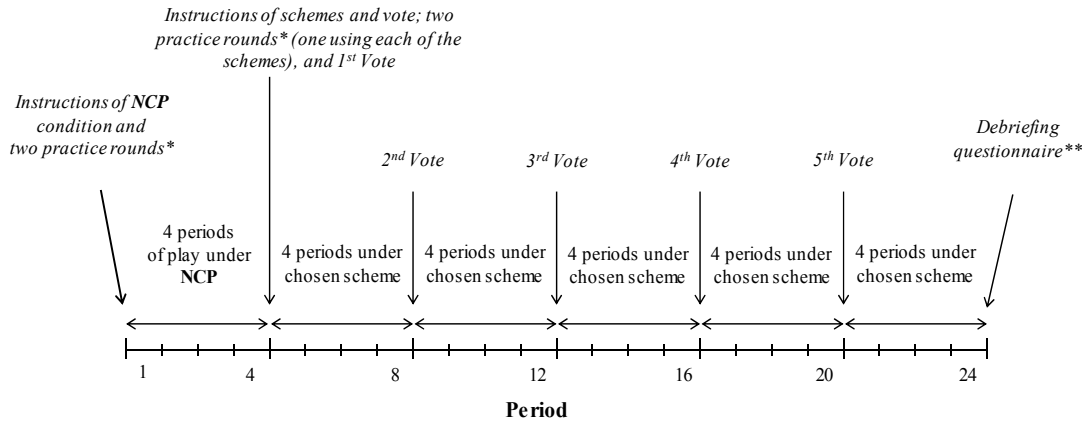 Instructions of schemes and vote; two
practice rounds* (one using each of the
schemes), and 1st Vote
Instructions of NCP
condition and
two practice rounds*
2nd Vote
3rd Vote
4th Vote
5th Vote
Debriefing
questionnaire**
4 periods
of play under
NCP
4 periods under
chosen scheme
4 periods under
chosen scheme
4 periods under
chosen scheme
4 periods under
chosen scheme
4 periods under
chosen scheme
1
4
8
12
16
20
24
Period